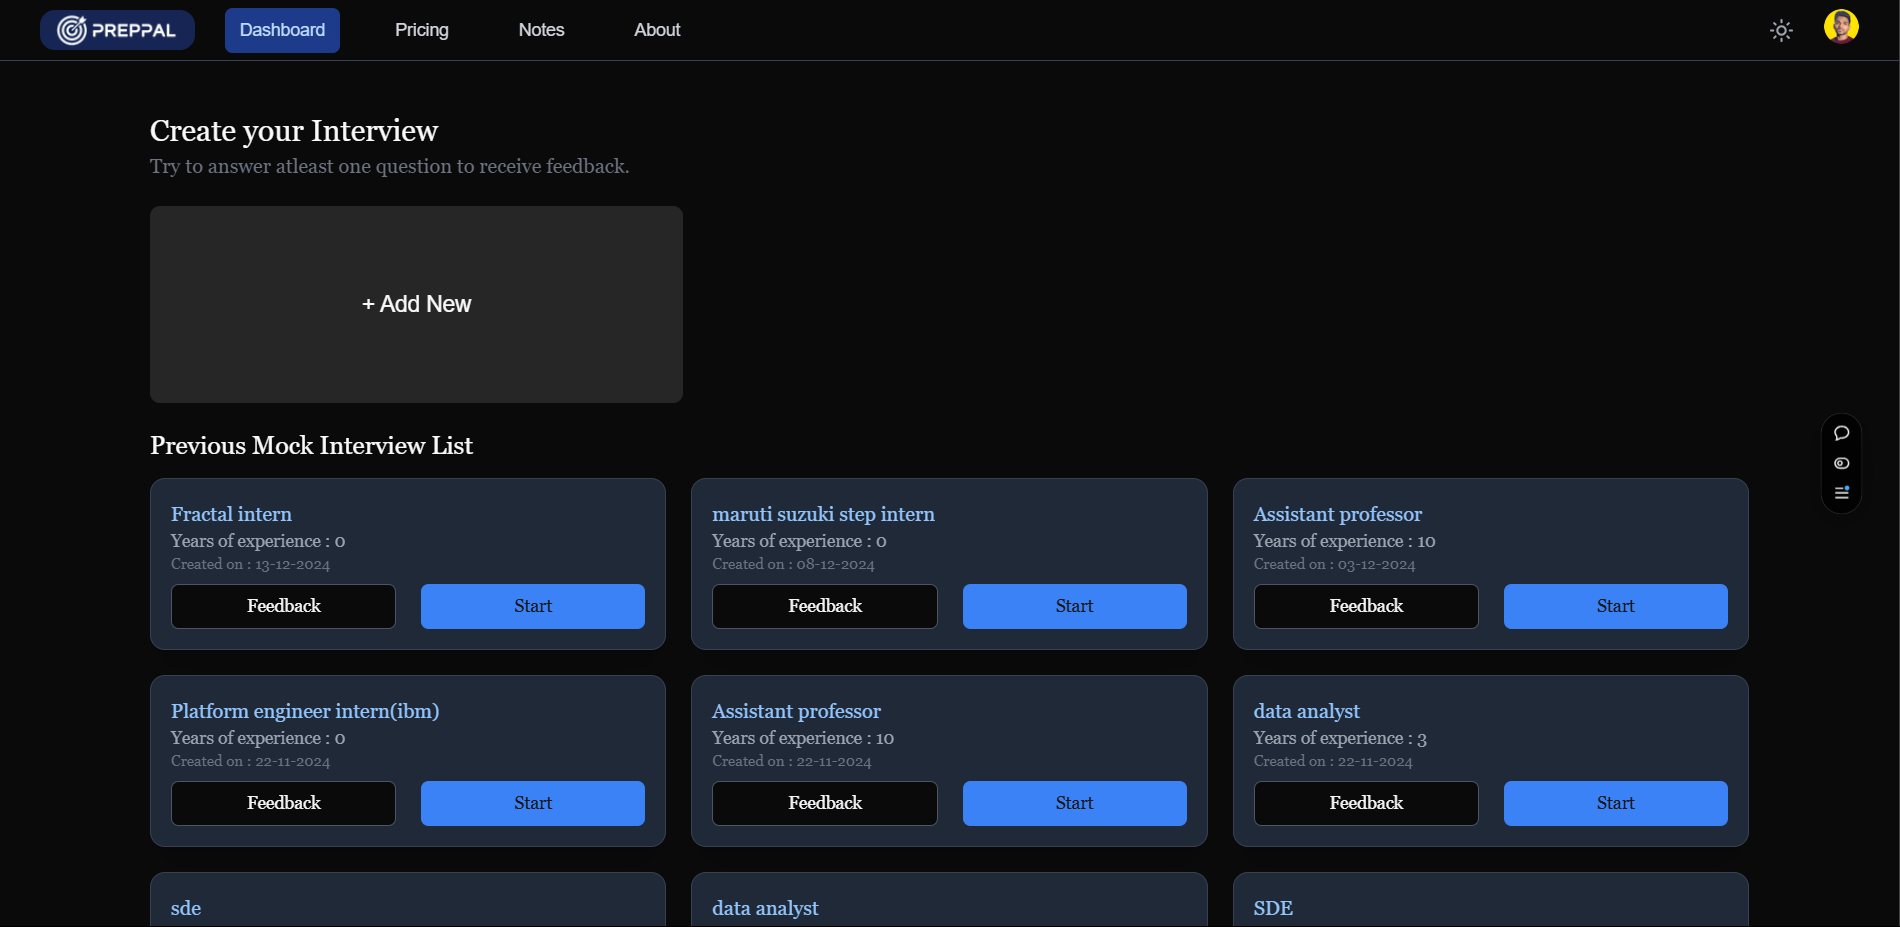 PREPPAL
Dashboard
Pricing
Notes
About
Create your Interview
Try to answer atleast one question to receive feedback.
+ Add New
Previous Mock Interview List
Fractal intern
Years of experience : 0
Created on : 13-12-2024
Feedback
Start
maruti suzuki step intern
Years of experience : 0
Created on : 08-12-2024
Feedback
Start
Assistant professor
Years of experience : 10
Created on : 03-12-2024
Feedback
Start
Platform engineer intern(ibm)
Years of experience : 0
Created on : 22-11-2024
Feedback
Start
Assistant professor
Years of experience : 10
Created on : 22-11-2024
Feedback
Start
data analyst
Years of experience : 3
Created on : 22-11-2024
Feedback
Start
sde
data analyst
SDE